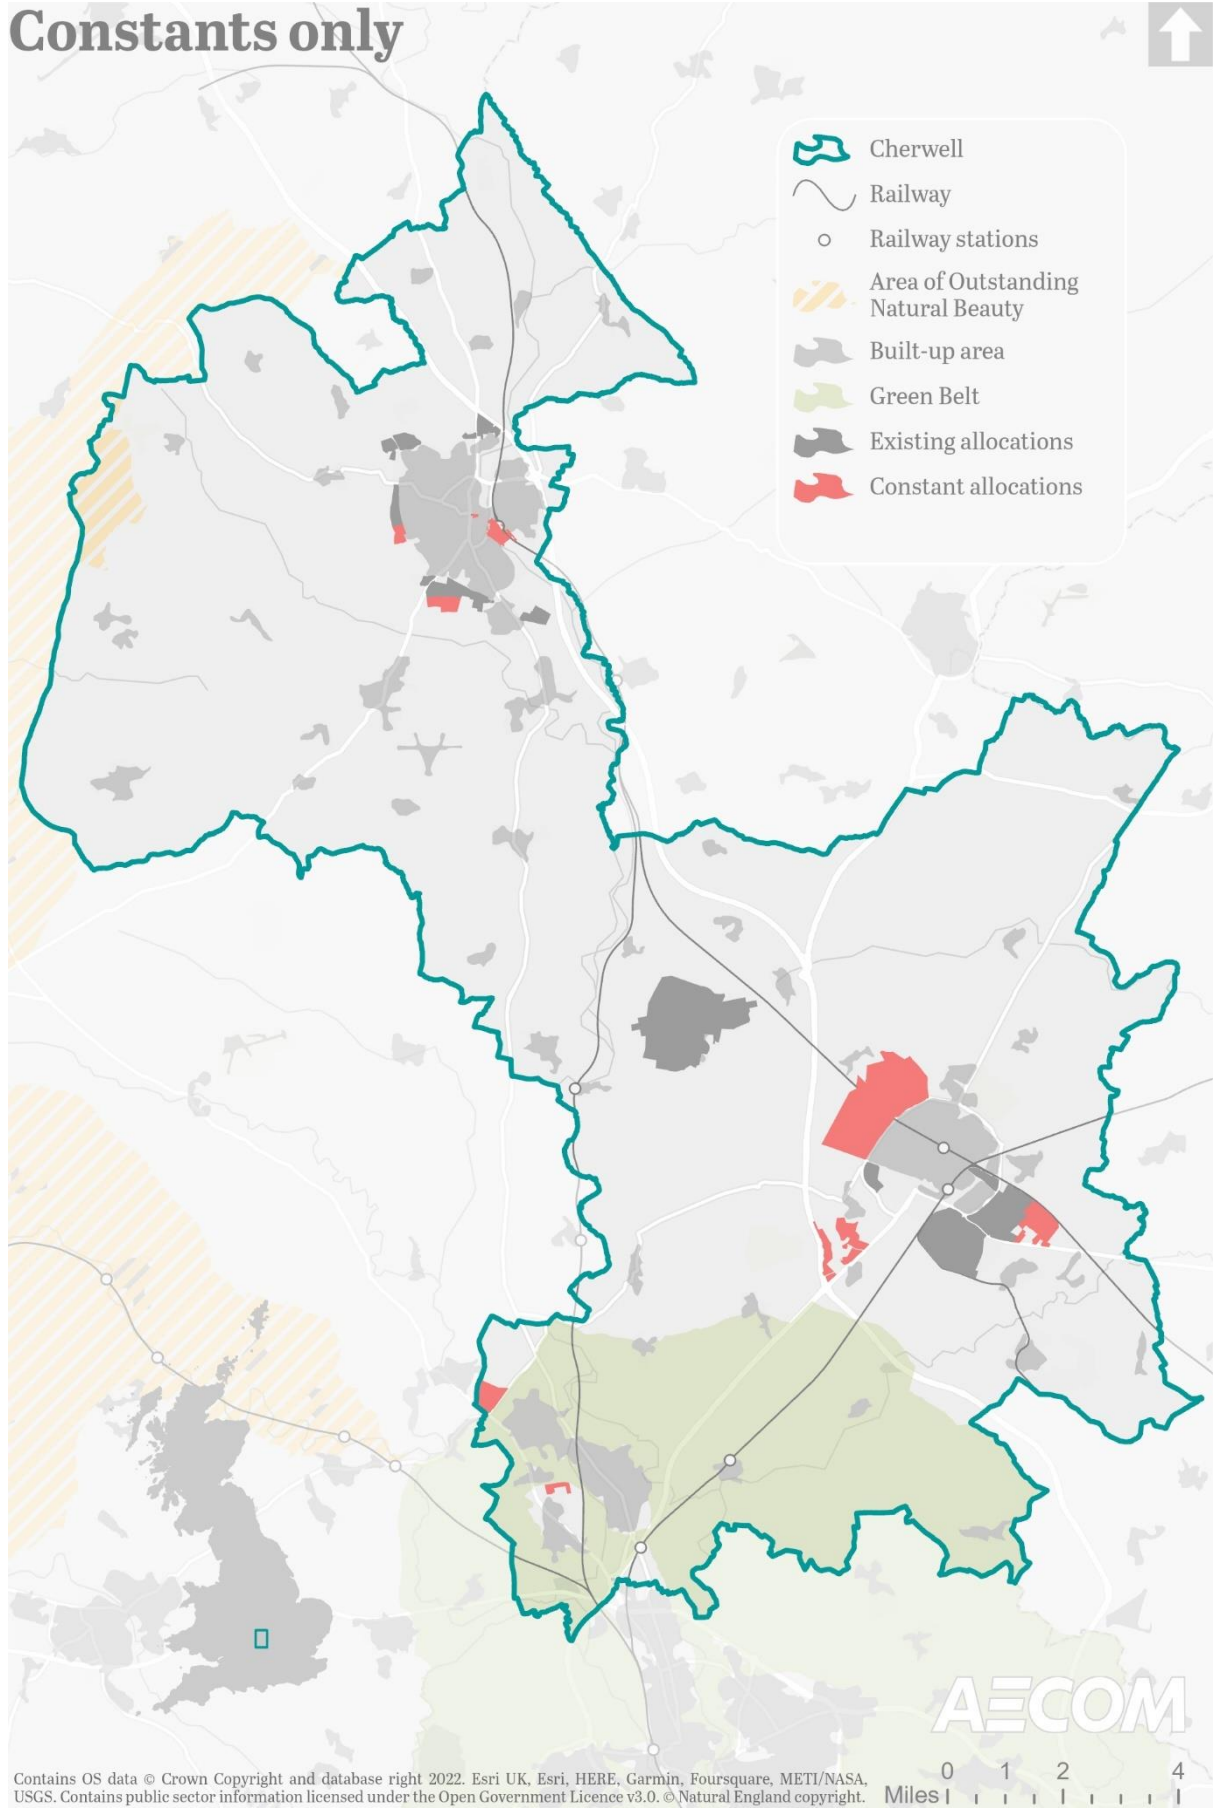 Constants only
Cherwell
Railway
Railway stations
Area of Outstanding
Natural Beauty
Built-up area
Green Belt
Existing allocations
Constant allocations
AECOM
0 1 2 4
Miles
Contains OS data © Crown Copyright and database right 2022. Esri UK, Esri, HERE, Garmin, Foursquare, METI/NASA,
USGS. Contains public sector information licensed under the Open Government Licence v3.0. © Natural England copyright.